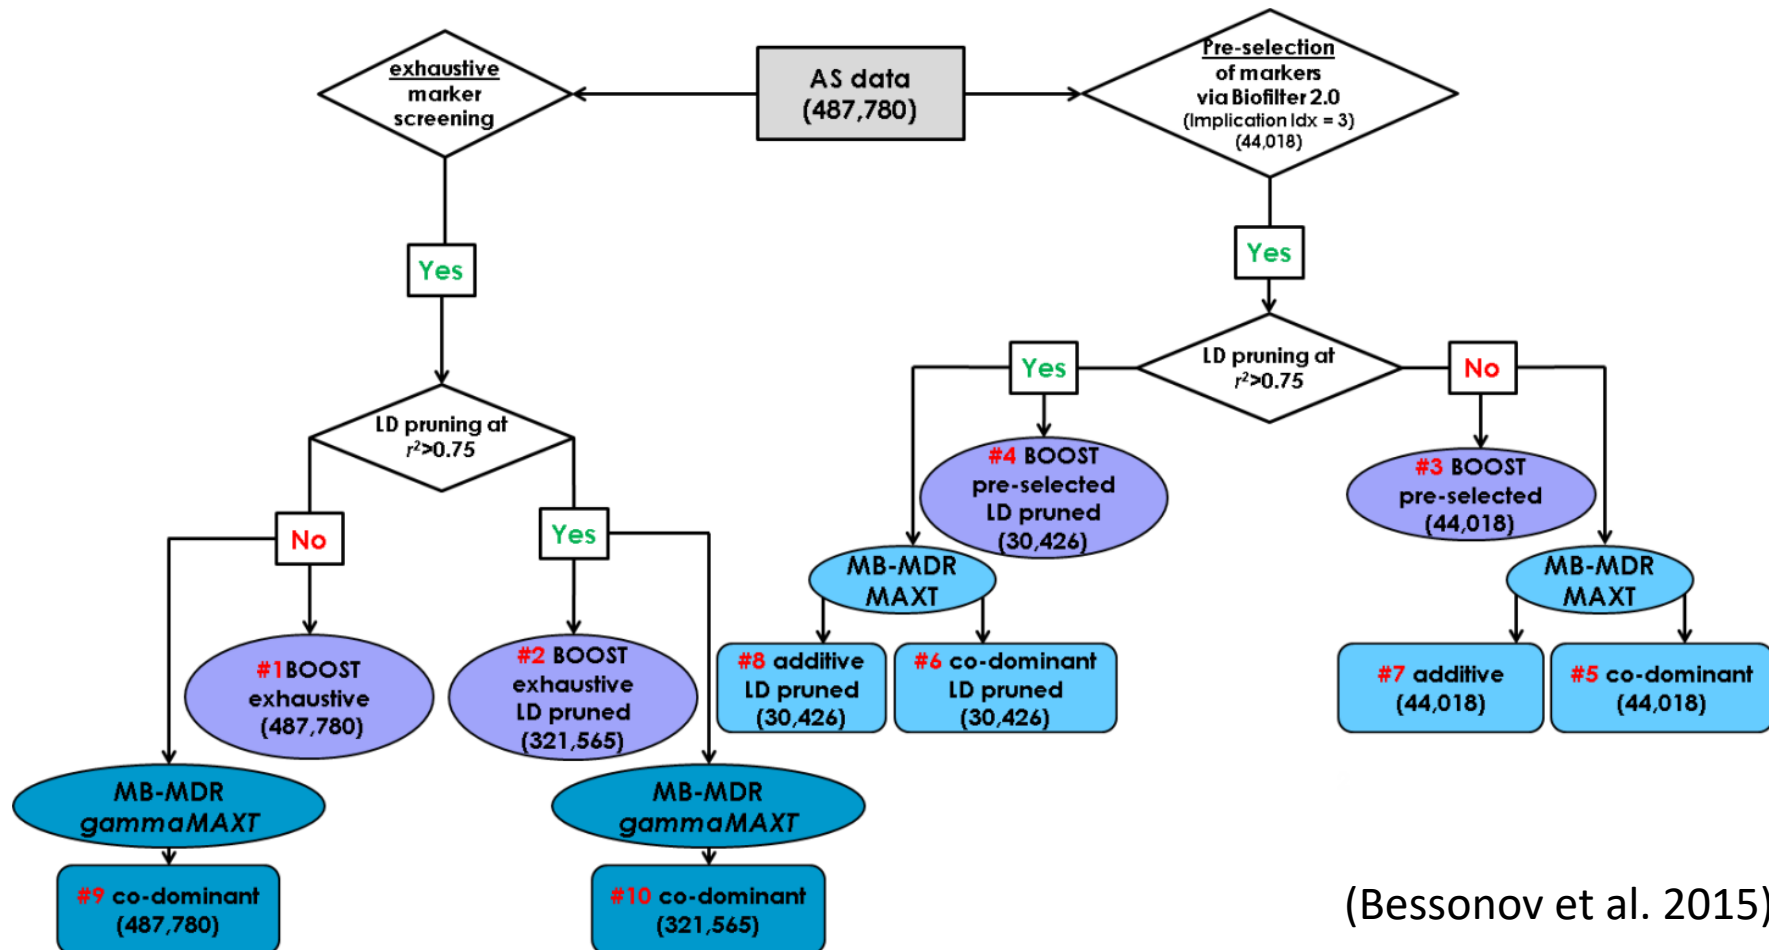 exhaustive
marker
screening
AS data
(487,780)
Pre-selection
of markers
via Biofilter 2.0
(Implication Idx = 3)
(44,018)
Yes
Yes
LD pruning at
r²>0.75
Yes
No
LD pruning at
r²>0.75
#4 BOOST
pre-selected
LD pruned
(30,426)
#3 BOOST
pre-selected
(44,018)
No
Yes
MB-MDR
MAXT
MB-MDR
MAXT
#1BOOST
exhaustive
(487,780)
#2 BOOST
exhaustive
LD pruned
(321,565)
#8 additive
LD pruned
(30,426)
#6 co-dominant
LD pruned
(30,426)
#7 additive
(44,018)
#5 co-dominant
(44,018)
MB-MDR
gammaMAXT
MB-MDR
gammaMAXT
#9 co-dominant
(487,780)
#10 co-dominant
(321,565)
(Bessonov et al. 2015)